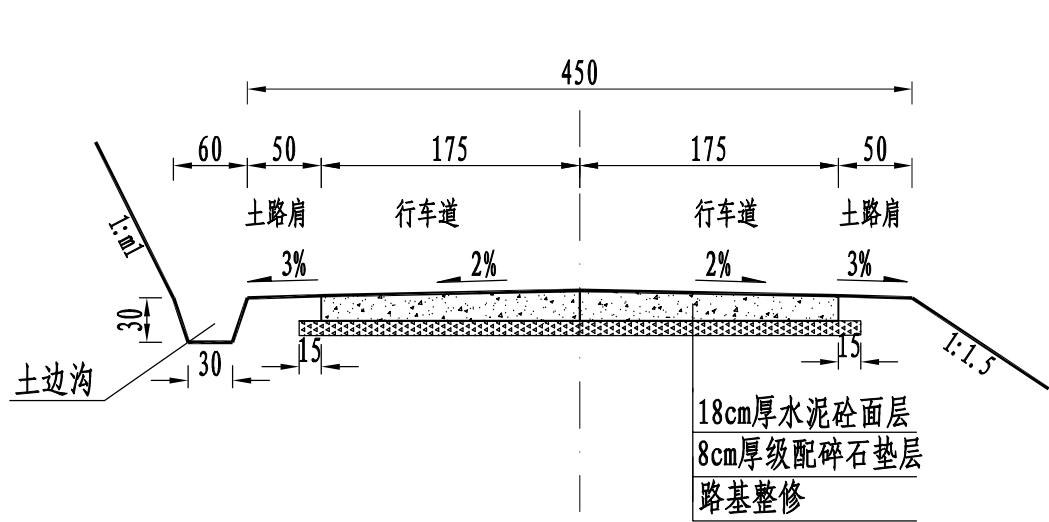 450
60 50 175 175 50
土路肩 行车道 行车道 土路肩
1:m1
3% 2% 2% 3%
30
15 15
30
1:1.5
土边沟
18cm厚水泥砼面层
8cm厚级配碎石垫层
路基整修